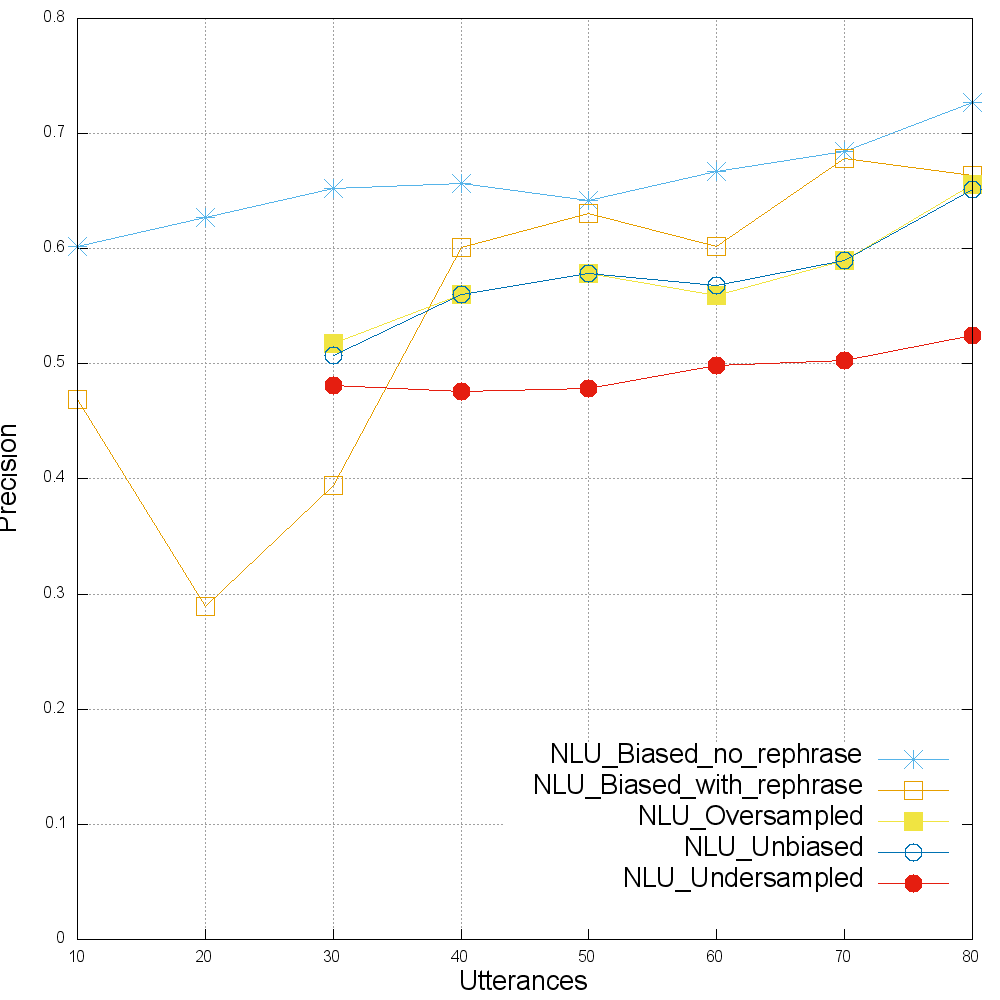 0.8
0.7
0.6
0.5
0.4
0.3
0.2
0.1
0
Precision
10 20 30 40 50 60 70 80
Utterances
NLU_Biased_no_rephrase
NLU_Biased_with_rephrase
NLU_Oversampled
NLU_Unbiased
NLU_Undersampled